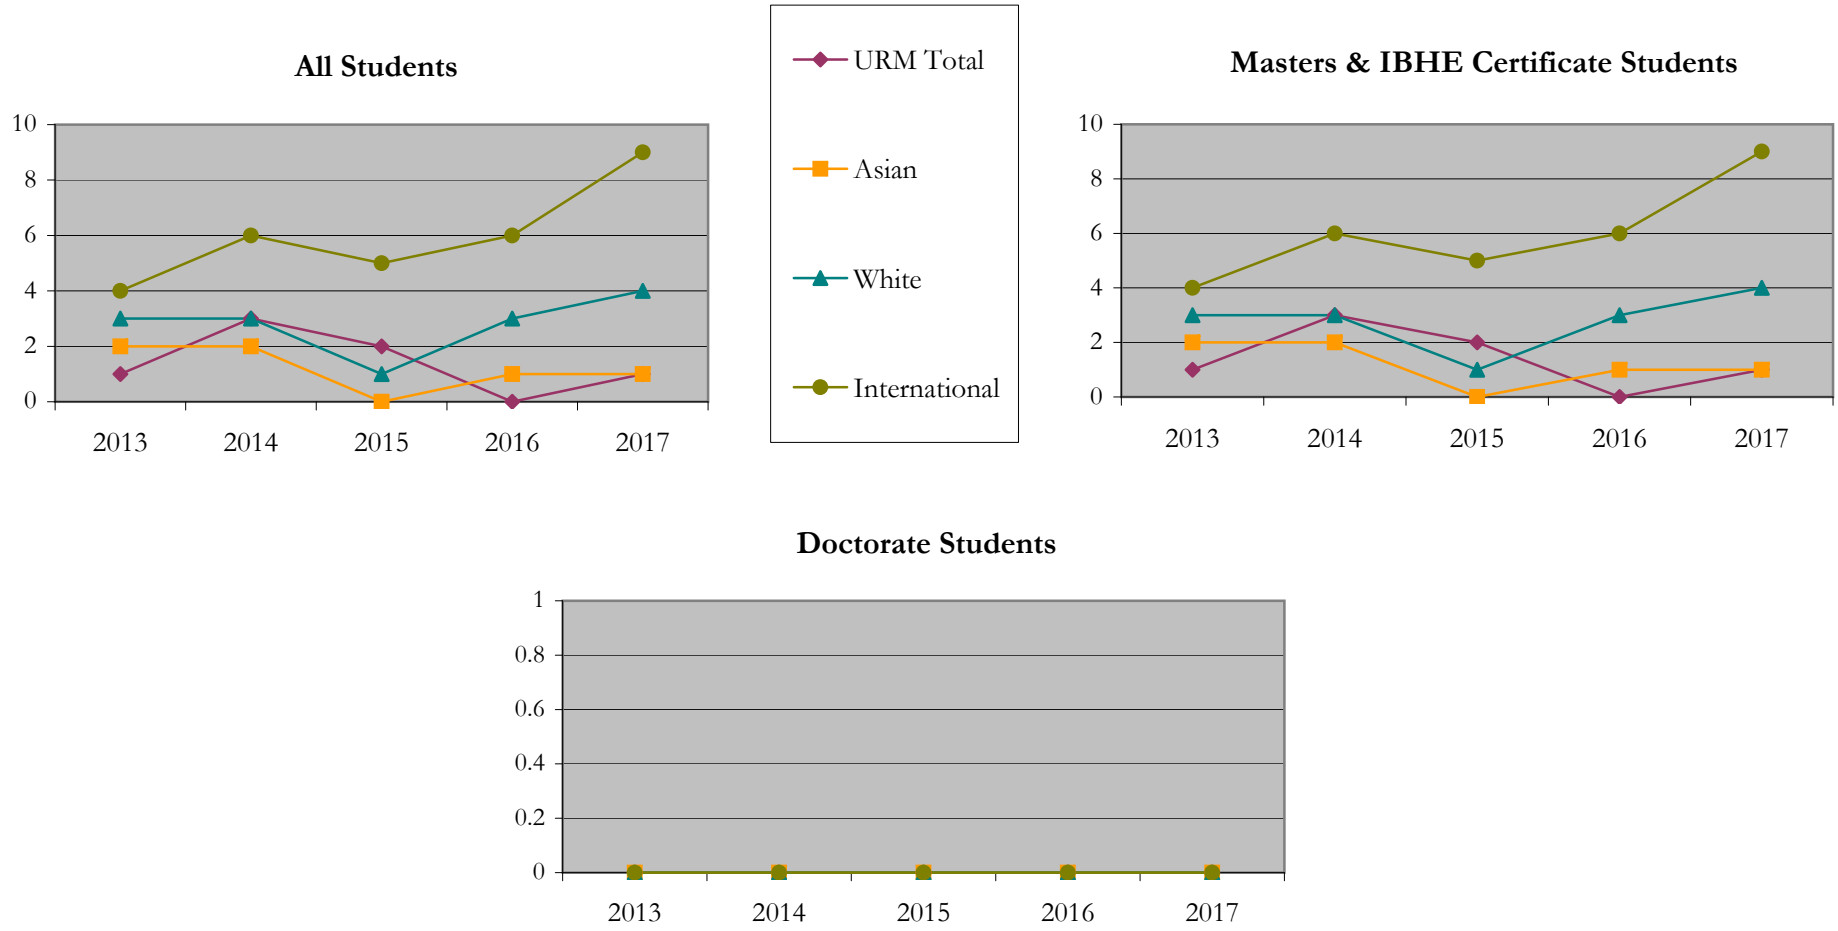 All Students
10
8
6
4
2
0
2013 2014 2015 2016 2017
URM Total
Asian
White
International
Masters & IBHE Certificate Students
10
8
6
4
2
0
2013 2014 2015 2016 2017
Doctorate Students
1
0.8
0.6
0.4
0.2
0
2013 2014 2015 2016 2017